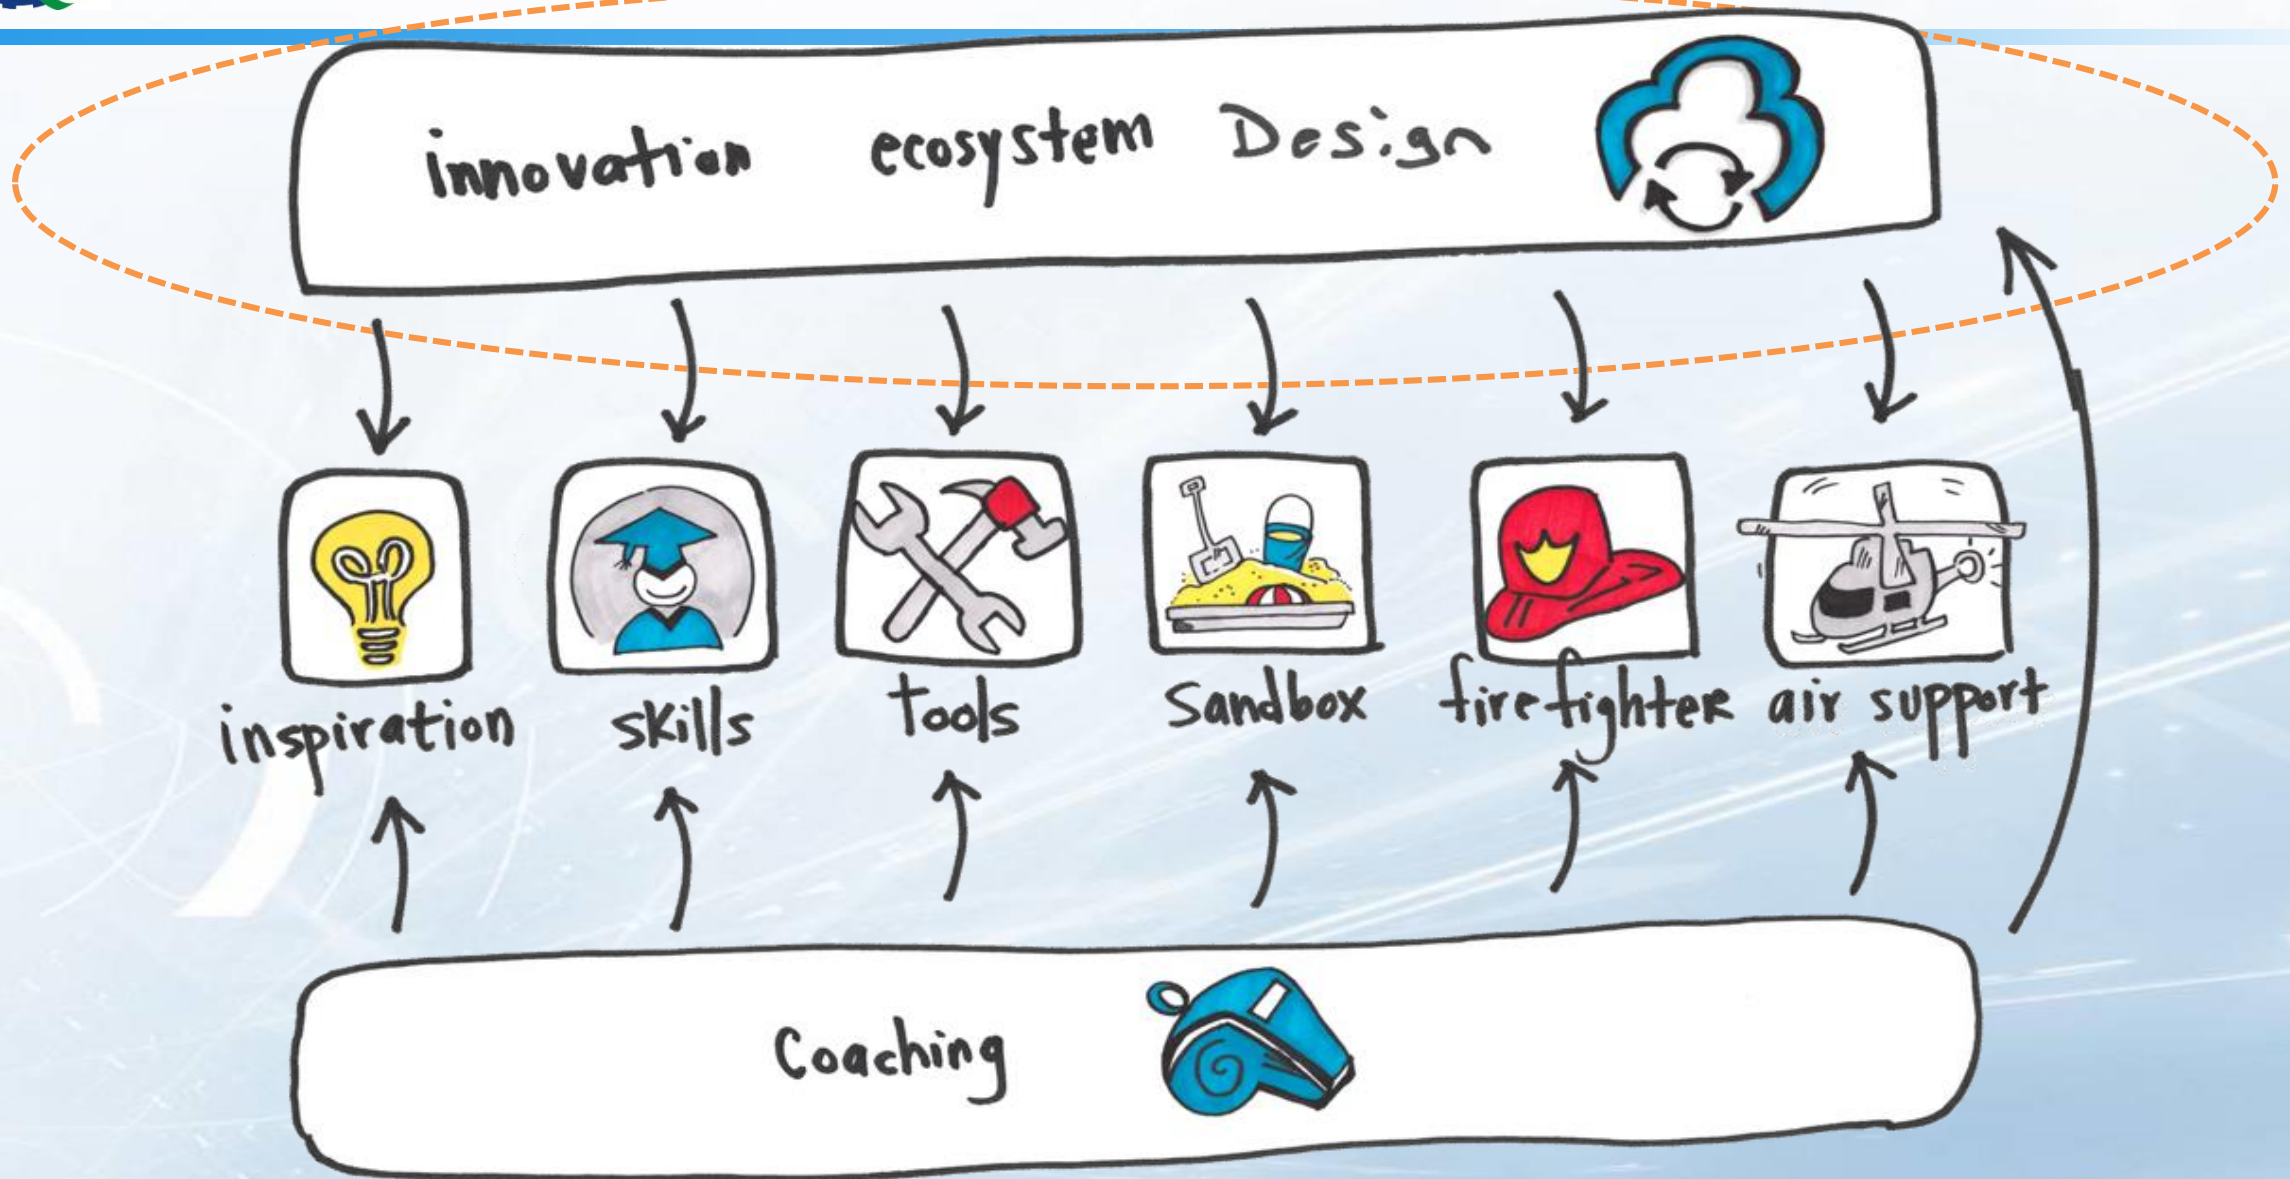 innovation ecosystem Design
inspiration skills tools sandbox firefighter air support
Coaching